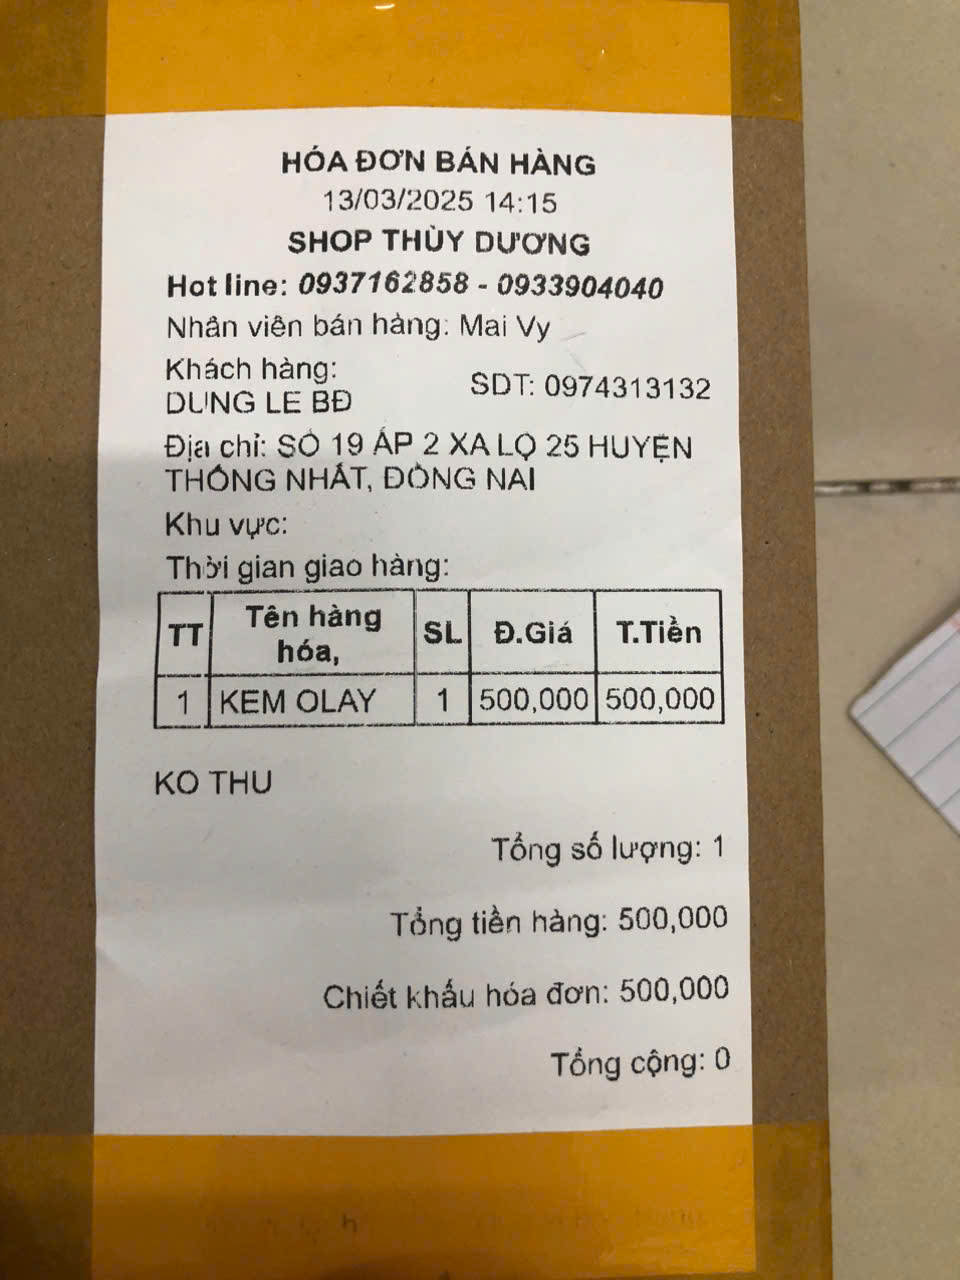 HÓA ĐƠN BÁN HÀNG
13/03/2025 14:15
SHOP THÙY DƯƠNG
Hot line: 0937162858 - 0933904040
Nhân viên bán hàng: Mai Vy
Khách hàng:
DUNG LE BĐ
SDT: 0974313132
Địa chỉ: SỐ 19 ẤP 2 XA LỘ 25 HUYỆN
THỐNG NHẤT, ĐỒNG NAI
Khu vực:
Thời gian giao hàng:
TT Tên hàng hóa, SL Đ.Giá T.Tiền
1 KEM OLAY 1 500,000 500,000
KO THU
Tổng số lượng: 1
Tổng tiền hàng: 500,000
Chiết khấu hóa đơn: 500,000
Tổng cộng: 0